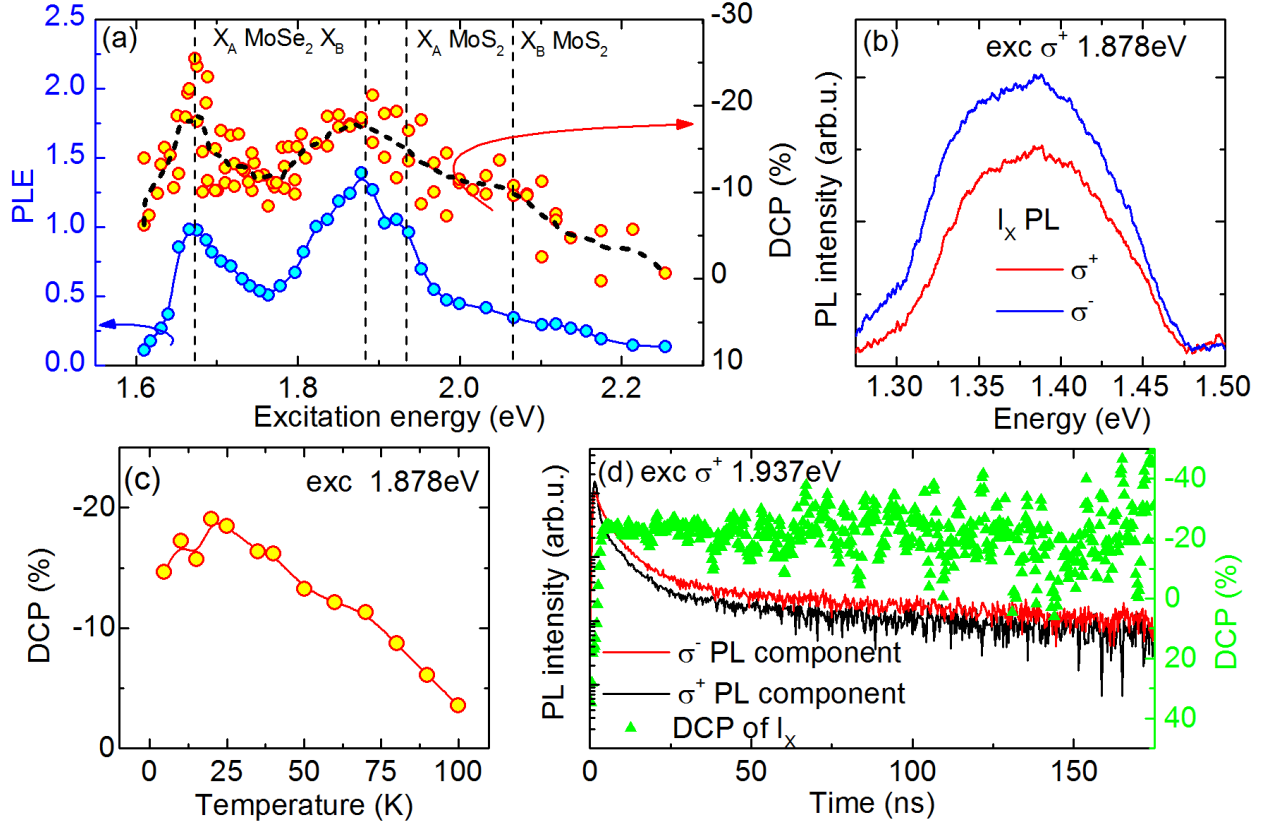 (a) X_A MoSe₂ X_B X_A MoS₂ X_B MoS₂
2.5
2.0
1.5
1.0
0.5
0.0
PLE
1.6 1.8 2.0 2.2
Excitation energy (eV)
-30
-20
-10
0
10
DCP (%)
(b)
exc σ⁺ 1.878eV
I_X PL
σ⁺
σ⁻
PL intensity (arb.u.)
1.30 1.35 1.40 1.45 1.50
Energy (eV)
(c) exc 1.878eV
-20
-10
0
DCP (%)
0 25 50 75 100
Temperature (K)
(d) exc σ⁺ 1.937eV
σ⁻ PL component
σ⁺ PL component
DCP of I_X
PL intensity (arb.u.)
0 50 100 150
Time (ns)
-40
-20
0
20
40
DCP (%)